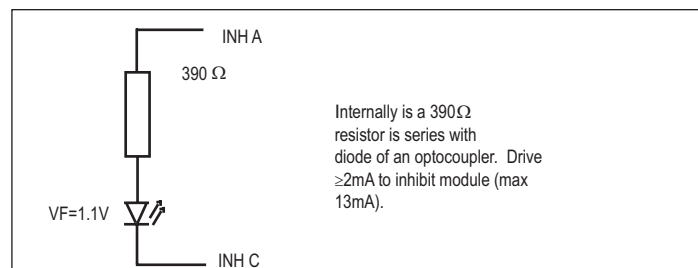 INH A
390 Ω
Internally is a 390Ω
resistor is series with
diode of an optocoupler. Drive
≥2mA to inhibit module (max
13mA).
VF=1.1V
INH C